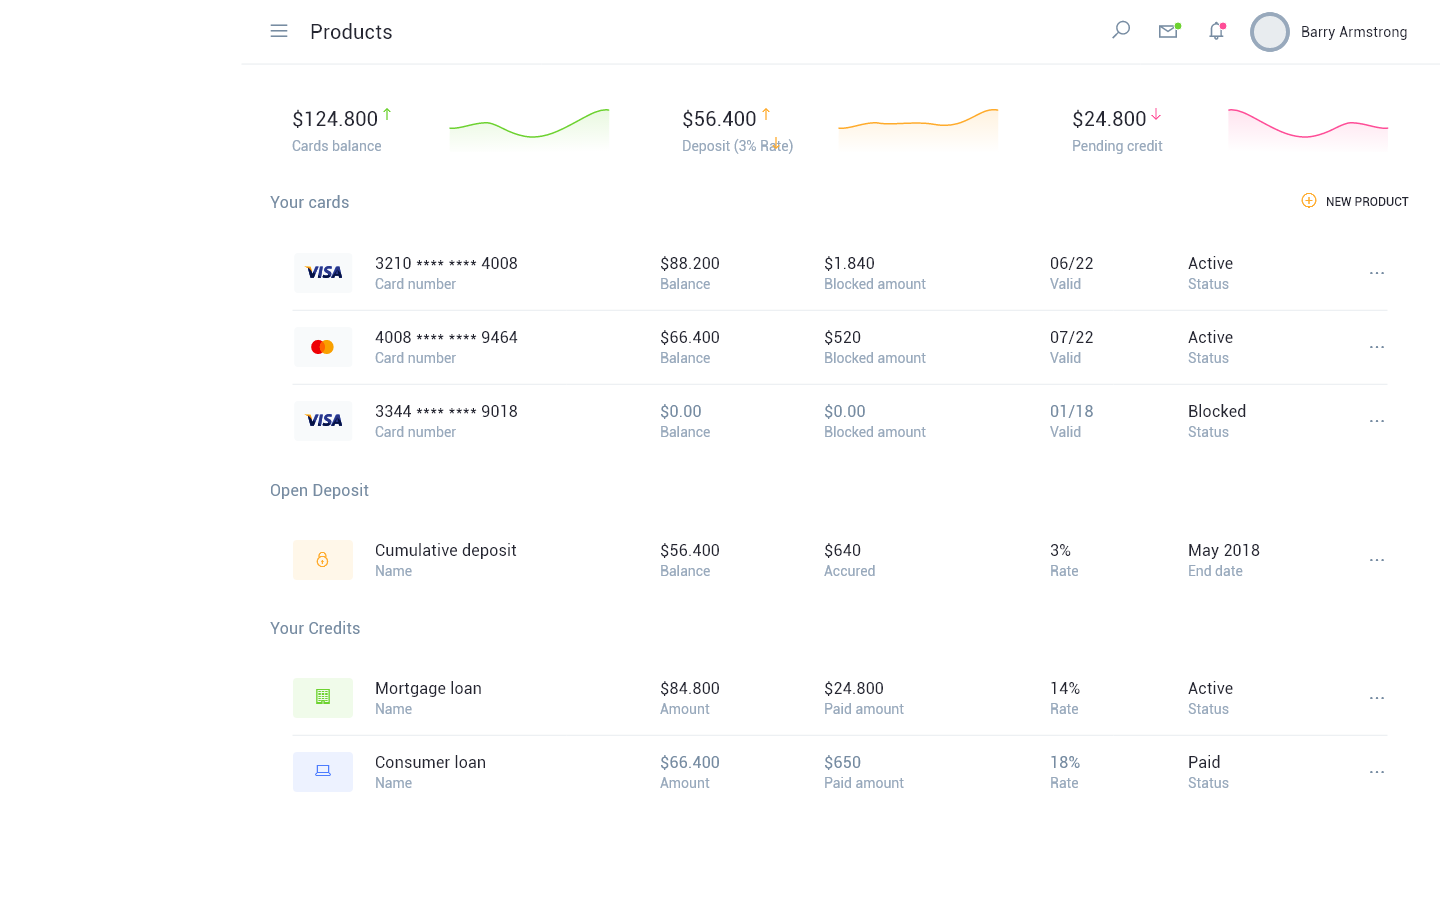 Products
Barry Armstrong
$124.800
Cards balance
$56.400
Deposit (3% Rate)
$24.800
Pending credit
Your cards
NEW PRODUCT
VISA
3210 **** **** 4008 $88.200 $1.840 06/22 Active
Card number Balance Blocked amount Valid Status
4008 **** **** 9464 $66.400 $520 07/22 Active
Card number Balance Blocked amount Valid Status
VISA
3344 **** **** 9018 $0.00 $0.00 01/18 Blocked
Card number Balance Blocked amount Valid Status
Open Deposit
Cumulative deposit $56.400 $640 3% May 2018
Name Balance Accured Rate End date
Your Credits
Mortgage loan $84.800 $24.800 14% Active
Name Amount Paid amount Rate Status
Consumer loan $66.400 $650 18% Paid
Name Amount Paid amount Rate Status